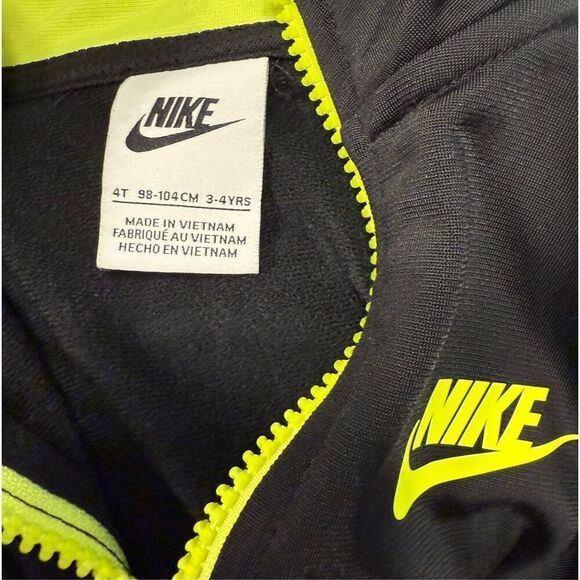 NIKE
4T 98-104CM 3-4YRS
MADE IN VIETNAM
FABRIQUÉ AU VIETNAM
HECHO EN VIETNAM
NIKE